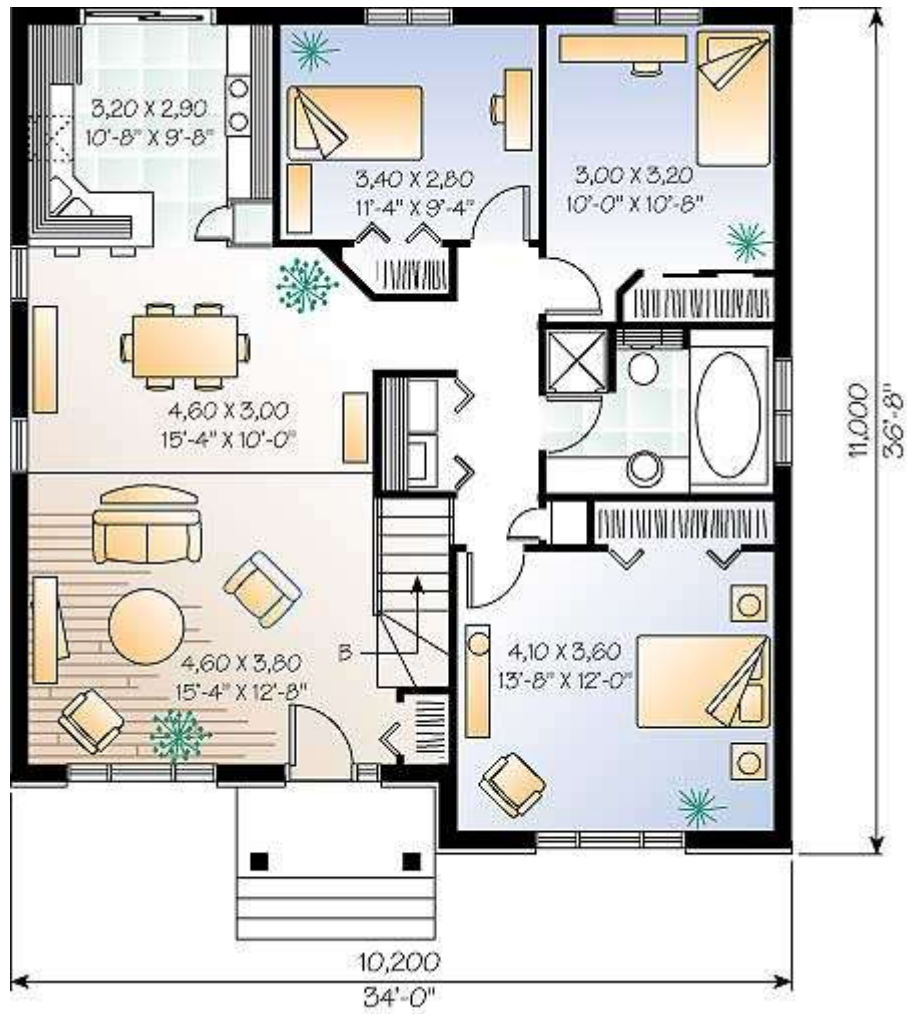 3,20 X 2,90
10'-8" X 9'-8"
3,40 X 2,80
11'-4" X 9'-4"
3,00 X 3,20
10'-0" X 10'-8"
4,60 X 3,00
15'-4" X 10'-0"
11,000
36'-8"
B
4,60 X 3,80
15'-4" X 12'-8"
4,10 X 3,60
13'-8" X 12'-0"
10,200
34'-0"